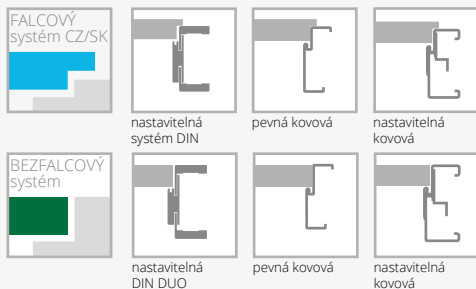 FALCOVÝ
systém CZ/SK
nastavitelná
systém DIN
pevná kovová
nastavitelná
kovová
BEZFALCOVÝ
systém
nastavitelná
DIN DUO
pevná kovová
nastavitelná
kovová